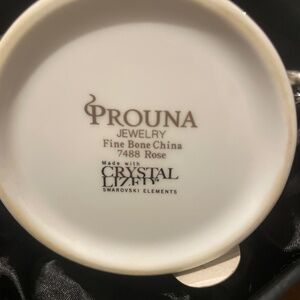 PROUNA
JEWELRY
Fine Bone China
7488 Rose
Made with
CRYSTAL
SWAROVSKI ELEMENTS